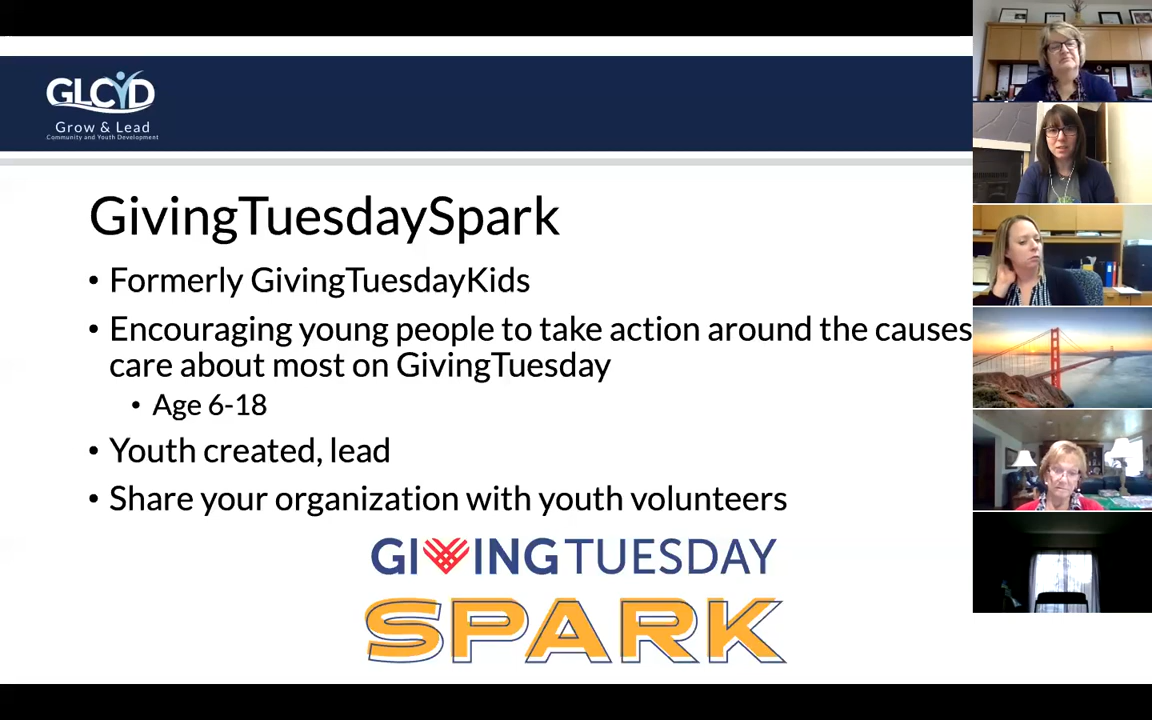 GLCYD
Grow & Lead
Community and Youth Development
GivingTuesdaySpark
• Formerly GivingTuesdayKids
• Encouraging young people to take action around the causes
care about most on GivingTuesday
• Age 6-18
• Youth created, lead
• Share your organization with youth volunteers
GIVINGTUESDAY
SPARK